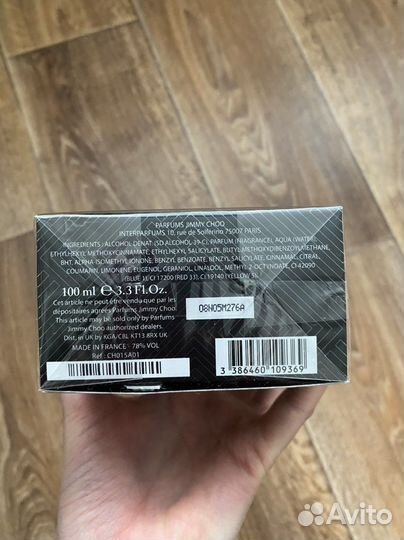 PARFUMS JIMMY CHOO
INTERPARFUMS 10, rue de Solferino 75007 PARIS
INGREDIENTS : ALCOHOL DENAT. (SD ALCOHOL 39-C), PARFUM (FRAGRANCE), AQUA (WATER),
ETHYLHEXYL METHOXYCINNAMATE, ETHYLHEXYL SALICYLATE, BUTYL METHOXYDIBENZOYLMETHANE,
BHT, ALPHA-ISOMETHYL IONONE, BENZYL BENZOATE, BENZYL SALICYLATE, CINNAMAL, CITRAL,
COUMARIN, LIMONENE, EUGENOL, GERANIOL, LINALOOL, METHYL 2-OCTYNOATE, CI 42090
(BLUE 1), CI 17200 (RED 33), CI 19140 (YELLOW 5).
100 ml ℮ 3.3 Fl.Oz.
Cet article ne peut être vendu que par les
dépositaires agréés Parfums Jimmy Choo.
This article may be sold only by Parfums
Jimmy Choo authorized dealers.
Dist. in UK by KGA/CBL KT13 8RX UK
MADE IN FRANCE - 78% VOL
Réf : CH015A01
08N05M276A
3 386460 109369
Avito